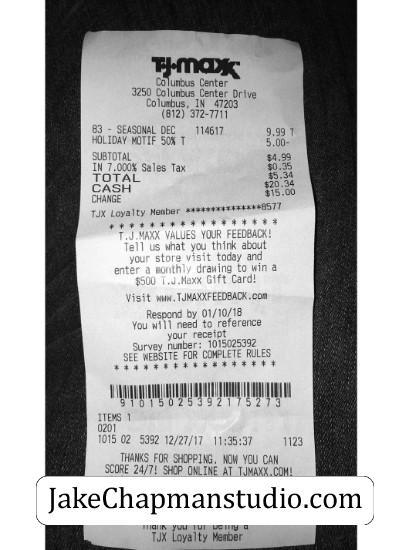 T.J.maxx
Columbus Center
3250 Columbus Center Drive
Columbus, IN 47203
(812) 372-7711
83 - SEASONAL DEC 114617 9.99 T
HOLIDAY MOTIF 50% T 5.00-
SUBTOTAL $4.99
IN 7.000% Sales Tax $0.35
TOTAL $5.34
CASH $20.34
CHANGE $15.00
TJX Loyalty Member ***************8577
* * * * * * * * * * * * * * * * *
T.J.MAXX VALUES YOUR FEEDBACK!
Tell us what you think about
your store visit today and
enter a monthly drawing to win a
$500 T.J.Maxx Gift Card!
Visit www.TJMAXXFEEDBACK.com
Respond by 01/10/18
You will need to reference
your receipt
Survey number: 1015025392
SEE WEBSITE FOR COMPLETE RULES
* * * * * * * * * * * * * * * * *
9101502539217 5273
ITEMS 1
0201
1015 02 5392 12/27/17 11:35:37 1123
THANKS FOR SHOPPING. NOW YOU CAN
SCORE 24/7! SHOP ONLINE AT TJMAXX.COM!
JakeChapmanstudio.com
Thank you for being a
TJX Loyalty Member